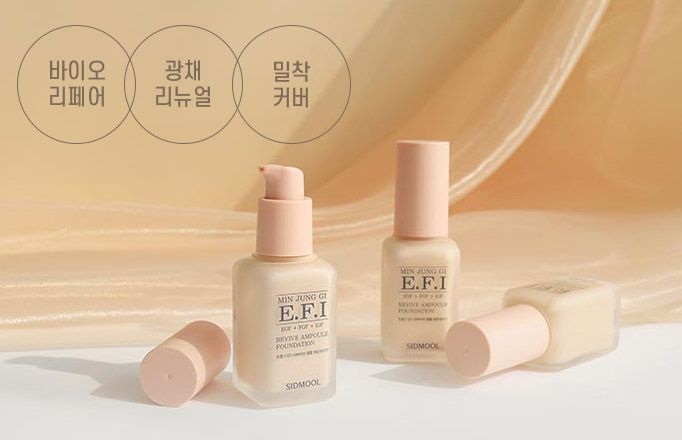 바이오
리페어
광채
리뉴얼
밀착
커버
MIN JUNG GI
E.F.I
EGF + FGF + IGF
REVIVE AMPOULE
FOUNDATION
SIDMOOL
MIN JUNG GI
E.F.I
EGF + FGF + IGF
REVIVE AMPOULE
FOUNDATION
SIDMOOL